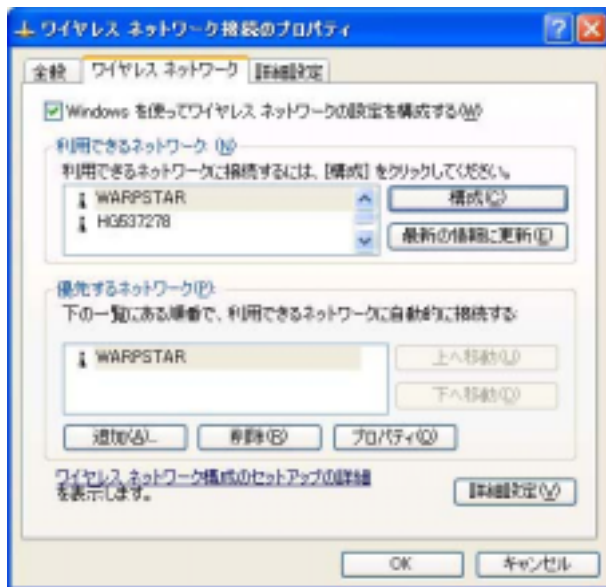 ワイヤレス ネットワーク接続のプロパティ
全般 ワイヤレス ネットワーク 詳細設定
Windows を使ってワイヤレス ネットワークの設定を構成する(W)
利用できるネットワーク(N)
利用できるネットワークに接続するには、[構成] をクリックしてください。
WARPSTAR
HG537278
構成(C)
最新の情報に更新(E)
優先するネットワーク(P):
下の一覧にある順番で、利用できるネットワークに自動的に接続する:
WARPSTAR
上へ移動(U)
下へ移動(D)
追加(A)... 削除(R) プロパティ(O)
ワイヤレス ネットワーク構成のセットアップの詳細
を表示します。
詳細設定(V)
OK キャンセル